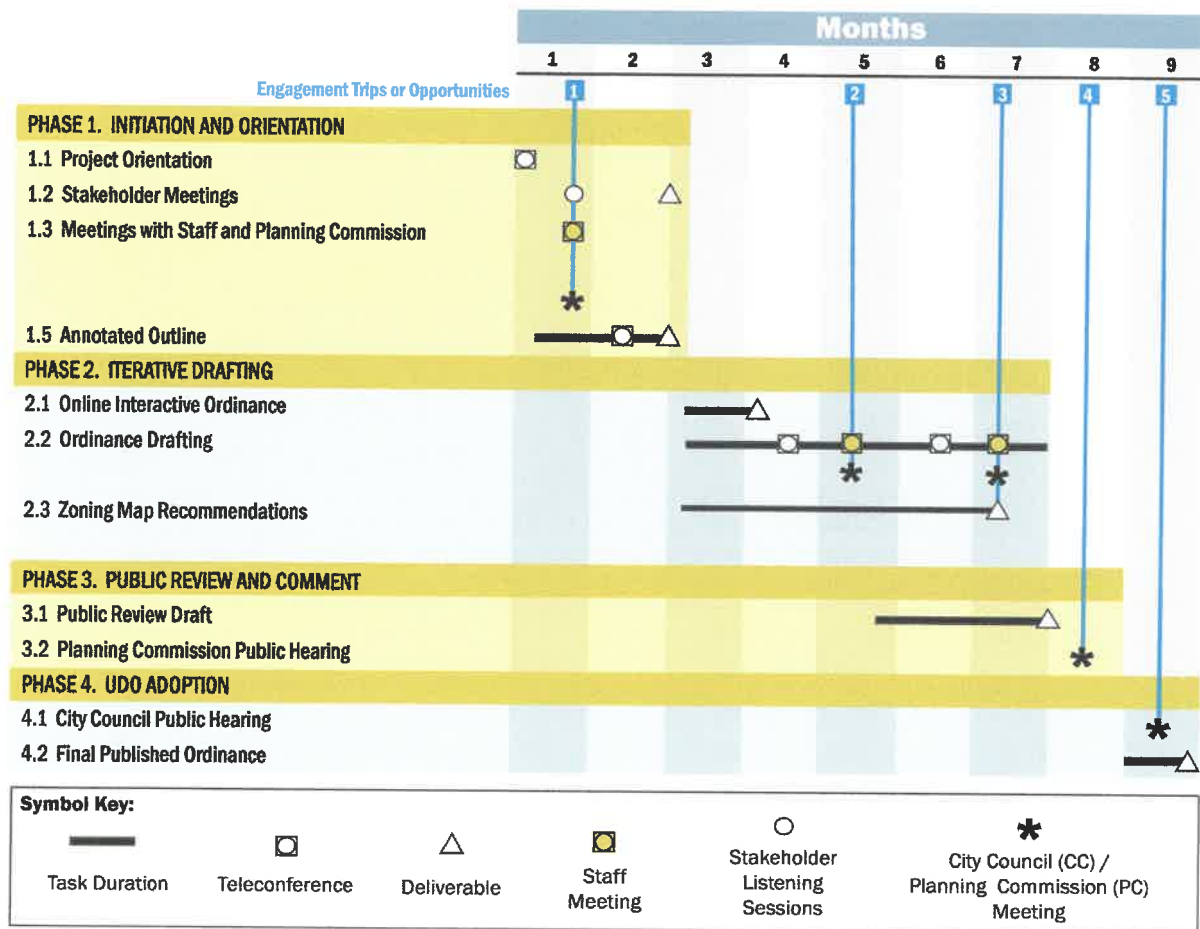 Months
1 2 3 4 5 6 7 8 9
Engagement Trips or Opportunities 1 2 3 4 5
PHASE 1. INITIATION AND ORIENTATION
1.1 Project Orientation
1.2 Stakeholder Meetings
1.3 Meetings with Staff and Planning Commission
*
1.5 Annotated Outline
PHASE 2. ITERATIVE DRAFTING
2.1 Online Interactive Ordinance
2.2 Ordinance Drafting
* *
2.3 Zoning Map Recommendations
PHASE 3. PUBLIC REVIEW AND COMMENT
3.1 Public Review Draft
3.2 Planning Commission Public Hearing *
PHASE 4. UDO ADOPTION
4.1 City Council Public Hearing *
4.2 Final Published Ordinance
Symbol Key:
Task Duration
Teleconference
Deliverable
Staff
Meeting
Stakeholder
Listening
Sessions
*
City Council (CC) /
Planning Commission (PC)
Meeting